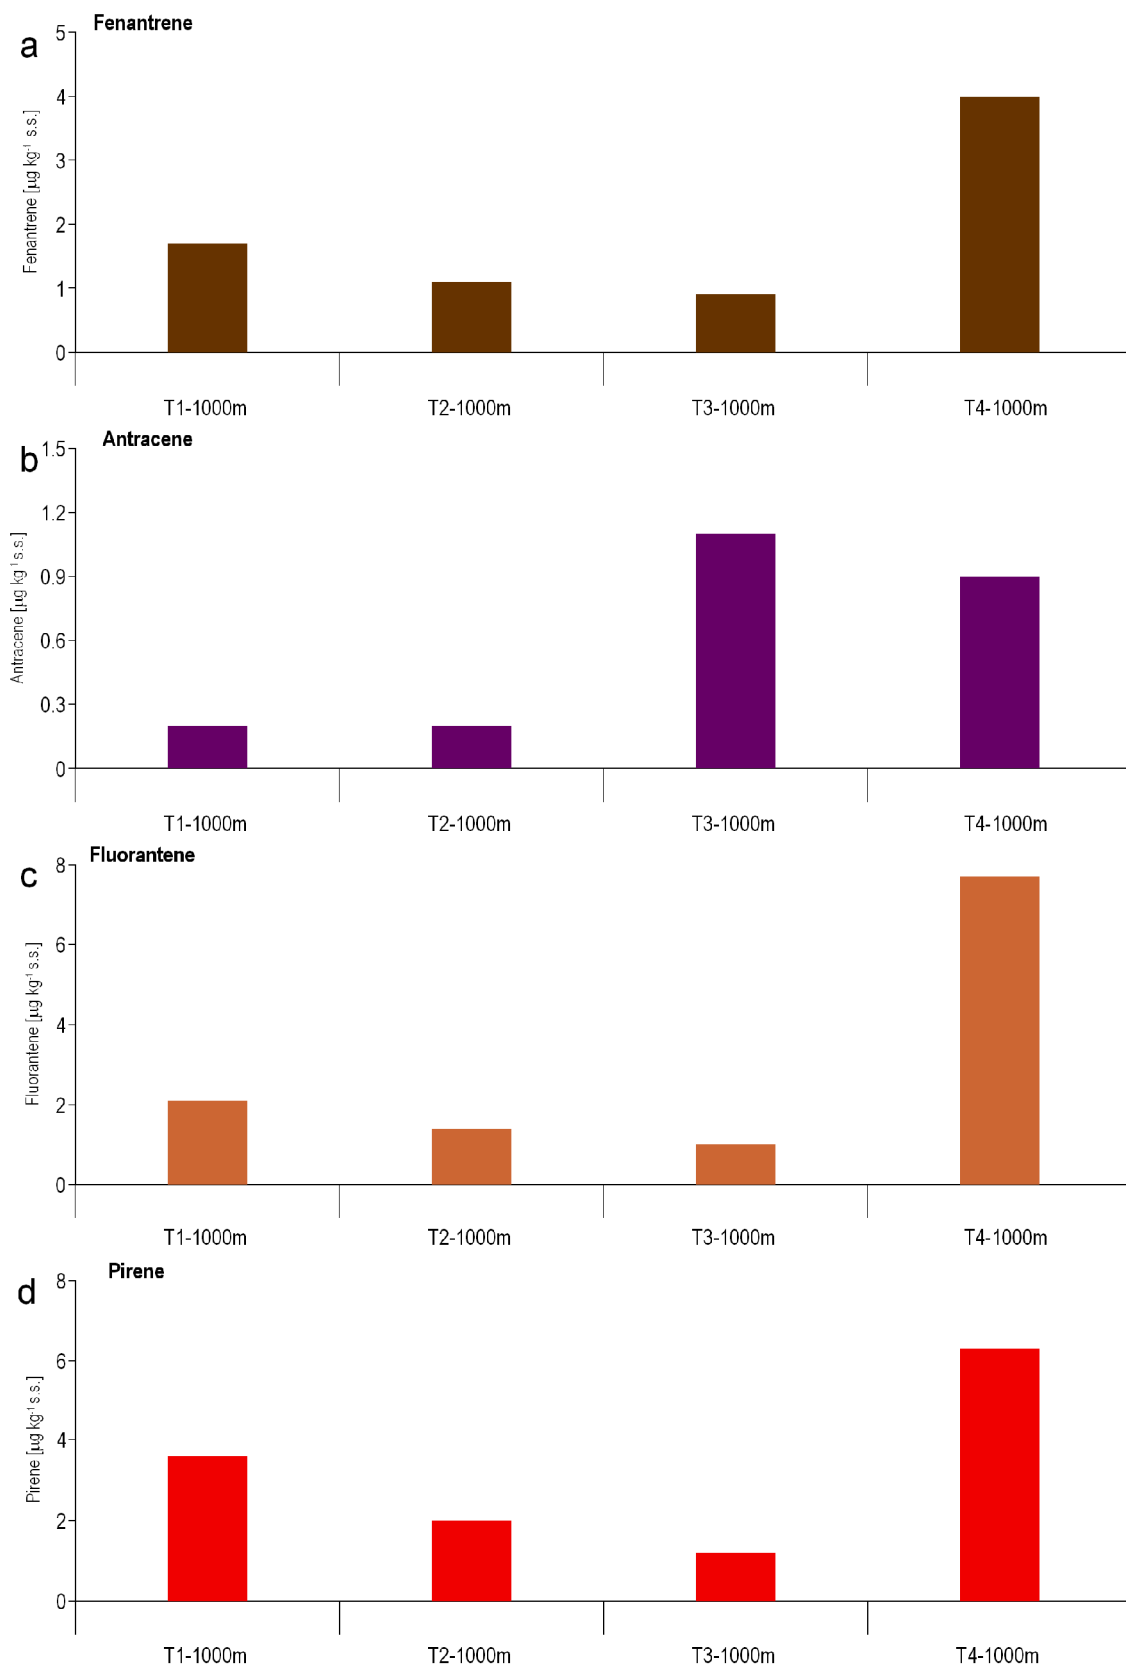 a
Fenantrene
Fenantrene [µg kg-1 s.s.]
5
4
3
2
1
0
T1-1000m T2-1000m T3-1000m T4-1000m
b
Antracene
Antracene [µg kg-1 s.s.]
1.5
1.2
0.9
0.6
0.3
0
T1-1000m T2-1000m T3-1000m T4-1000m
c
Fluorantene
Fluorantene [µg kg-1 s.s.]
8
6
4
2
0
T1-1000m T2-1000m T3-1000m T4-1000m
d
Pirene
Pirene [µg kg-1 s.s.]
8
6
4
2
0
T1-1000m T2-1000m T3-1000m T4-1000m